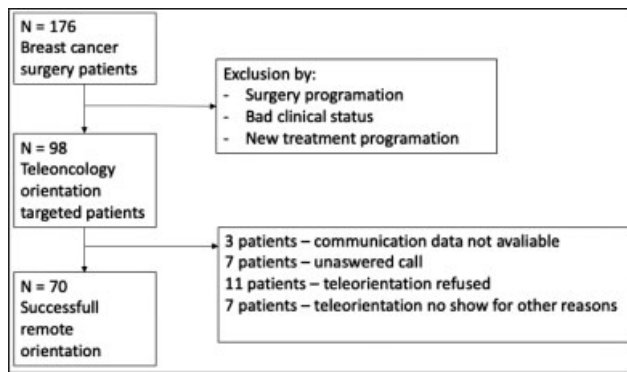 N = 176
Breast cancer
surgery patients
Exclusion by:
- Surgery programation
- Bad clinical status
- New treatment programation
N = 98
Teleoncology
orientation
targeted patients
3 patients – communication data not avaliable
7 patients – unaswered call
11 patients – teleorientation refused
7 patients – teleorientation no show for other reasons
N = 70
Successfull
remote
orientation